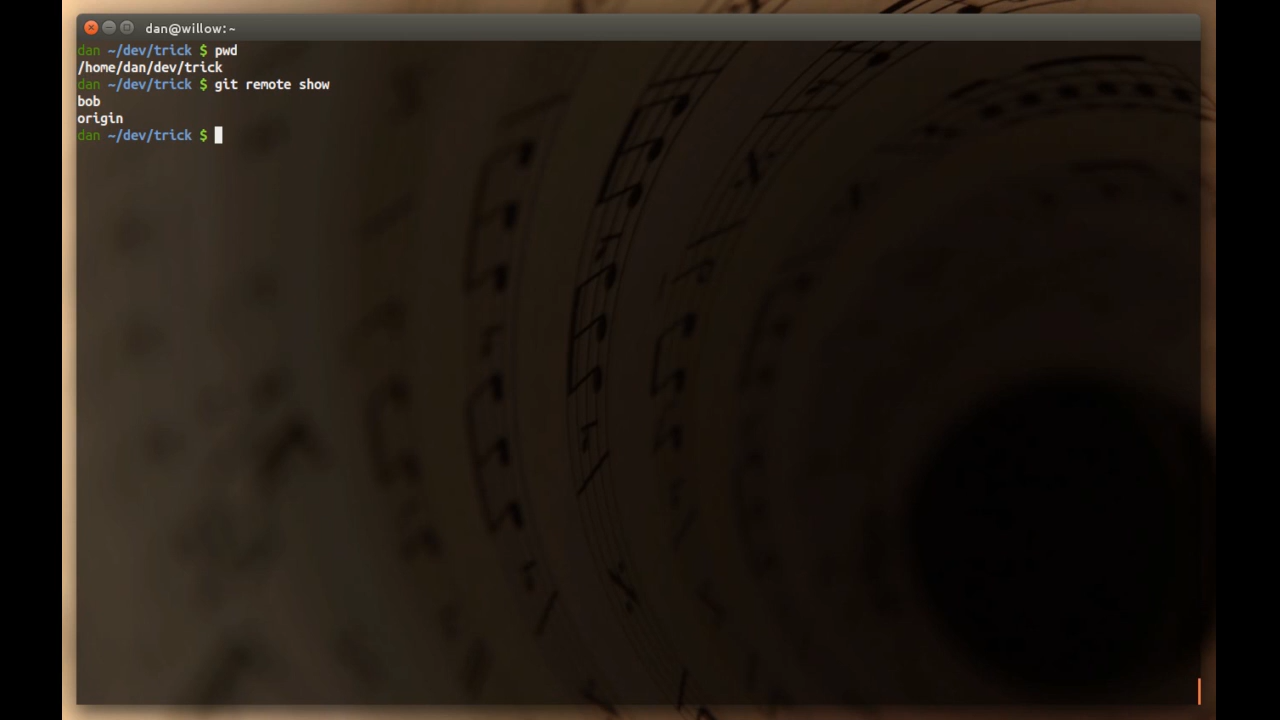 dan@willow: ~
dan ~/dev/trick $ pwd
/home/dan/dev/trick
dan ~/dev/trick $ git remote show
bob
origin
dan ~/dev/trick $